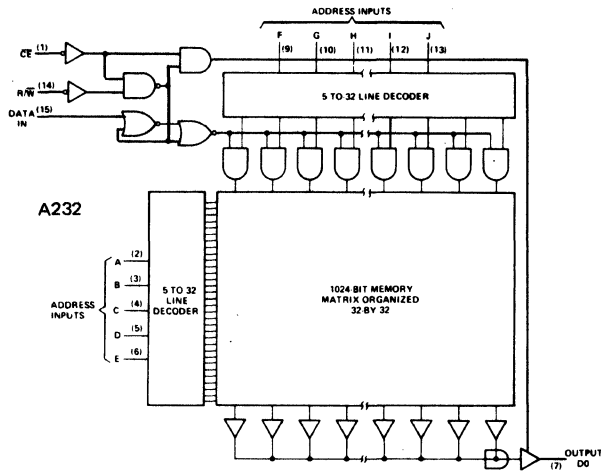 ADDRESS INPUTS
F G H I J
(9) (10) (11) (12) (13)
CE (1)
R/W (14)
DATA IN (15)
5 TO 32 LINE DECODER
A232
ADDRESS INPUTS
A (2)
B (3)
C (4)
D (5)
E (6)
5 TO 32
LINE
DECODER
1024-BIT MEMORY
MATRIX ORGANIZED
32-BY 32
OUTPUT
DO
(7)